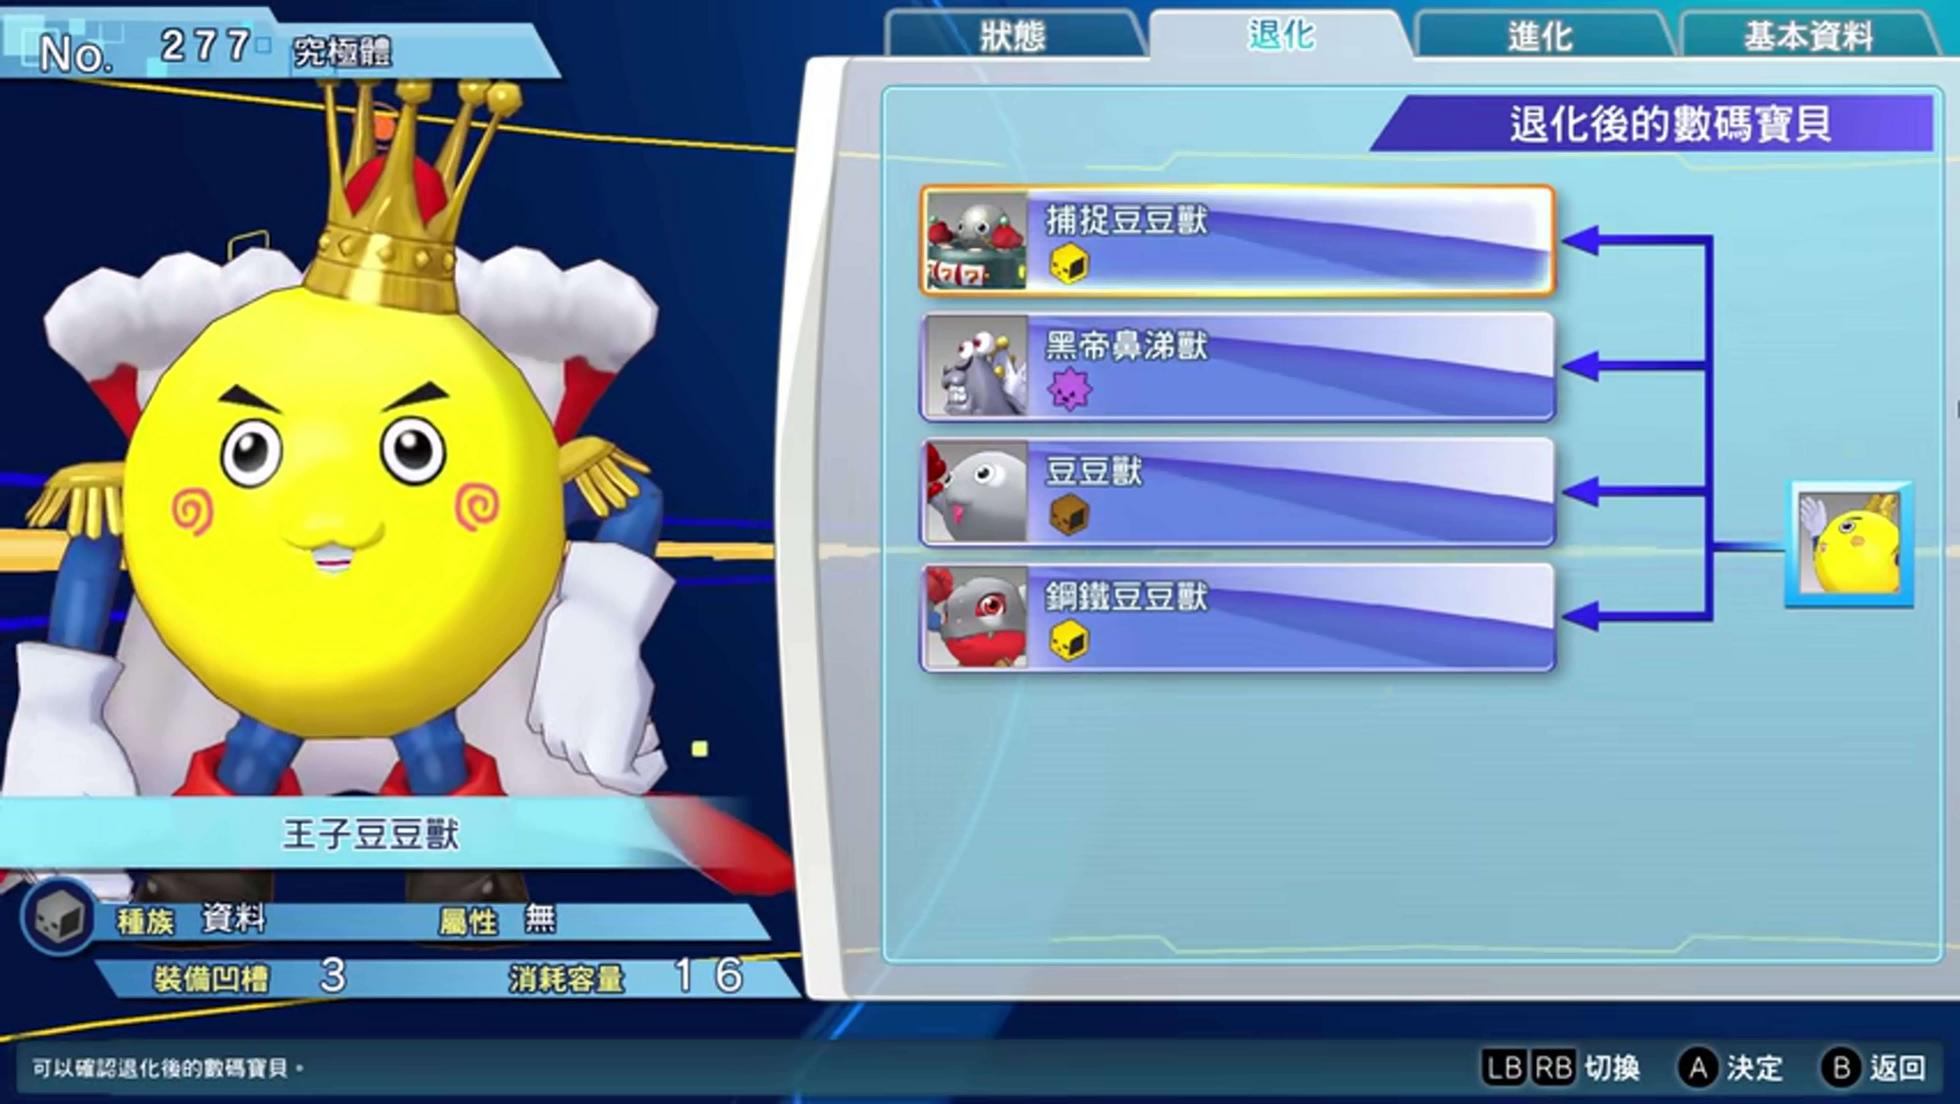 No. 277 究極體
狀態 退化 進化 基本資料
退化後的數碼寶貝
捕捉豆豆獸
黑帝鼻涕獸
豆豆獸
鋼鐵豆豆獸
王子豆豆獸
種族 資料 屬性 無
裝備凹槽 3 消耗容量 16
可以確認退化後的數碼寶貝。
LB RB 切換 A 決定 B 返回